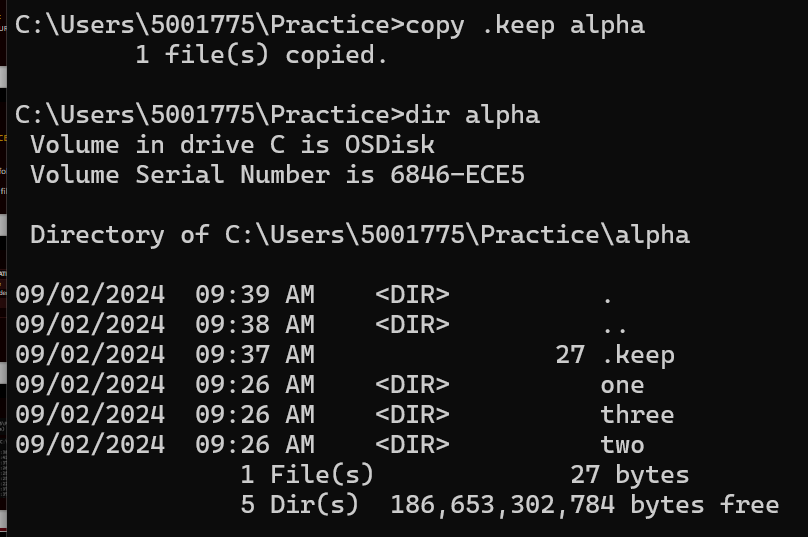 C:\Users\5001775\Practice>copy .keep alpha
        1 file(s) copied.
C:\Users\5001775\Practice>dir alpha
 Volume in drive C is OSDisk
 Volume Serial Number is 6846-ECE5
 Directory of C:\Users\5001775\Practice\alpha
09/02/2024  09:39 AM    <DIR>          .
09/02/2024  09:38 AM    <DIR>          ..
09/02/2024  09:37 AM                27 .keep
09/02/2024  09:26 AM    <DIR>          one
09/02/2024  09:26 AM    <DIR>          three
09/02/2024  09:26 AM    <DIR>          two
               1 File(s)             27 bytes
               5 Dir(s)  186,653,302,784 bytes free